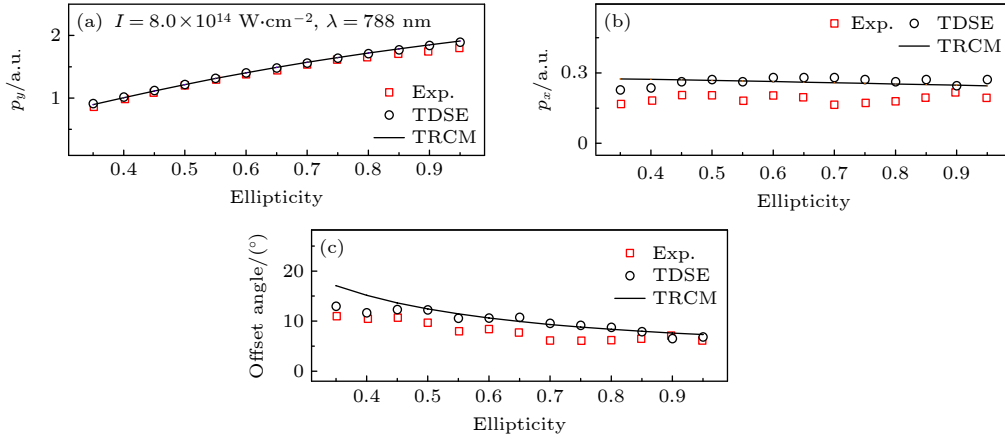 (a) I = 8.0×10¹⁴ W·cm⁻², λ = 788 nm
2
1
p_y/a.u.
Exp.
TDSE
TRCM
0.4 0.5 0.6 0.7 0.8 0.9
Ellipticity
(b)
Exp. TDSE
TRCM
0.3
0
p_x/a.u.
0.4 0.5 0.6 0.7 0.8 0.9
Ellipticity
(c)
20
10
0
Offset angle/(°)
Exp.
TDSE
TRCM
0.4 0.5 0.6 0.7 0.8 0.9
Ellipticity